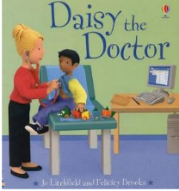 Daisy the
Doctor
Jo Litchfield and Felicity Brooks